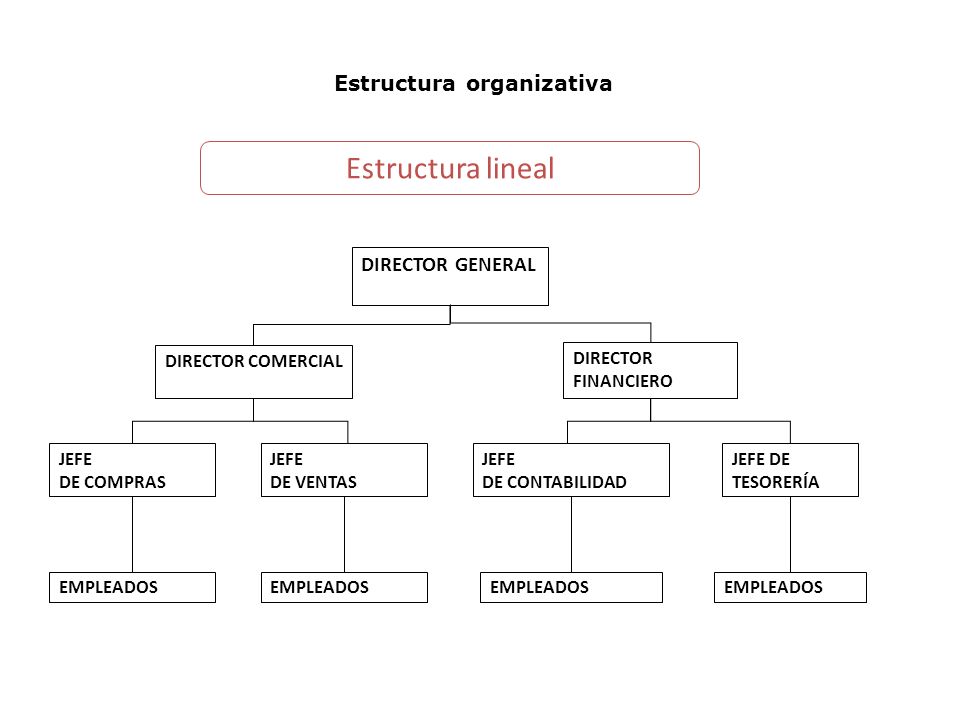 Estructura organizativa
Estructura lineal
DIRECTOR GENERAL
DIRECTOR COMERCIAL
DIRECTOR
FINANCIERO
JEFE
DE COMPRAS
JEFE
DE VENTAS
JEFE
DE CONTABILIDAD
JEFE DE
TESORERÍA
EMPLEADOS
EMPLEADOS
EMPLEADOS
EMPLEADOS